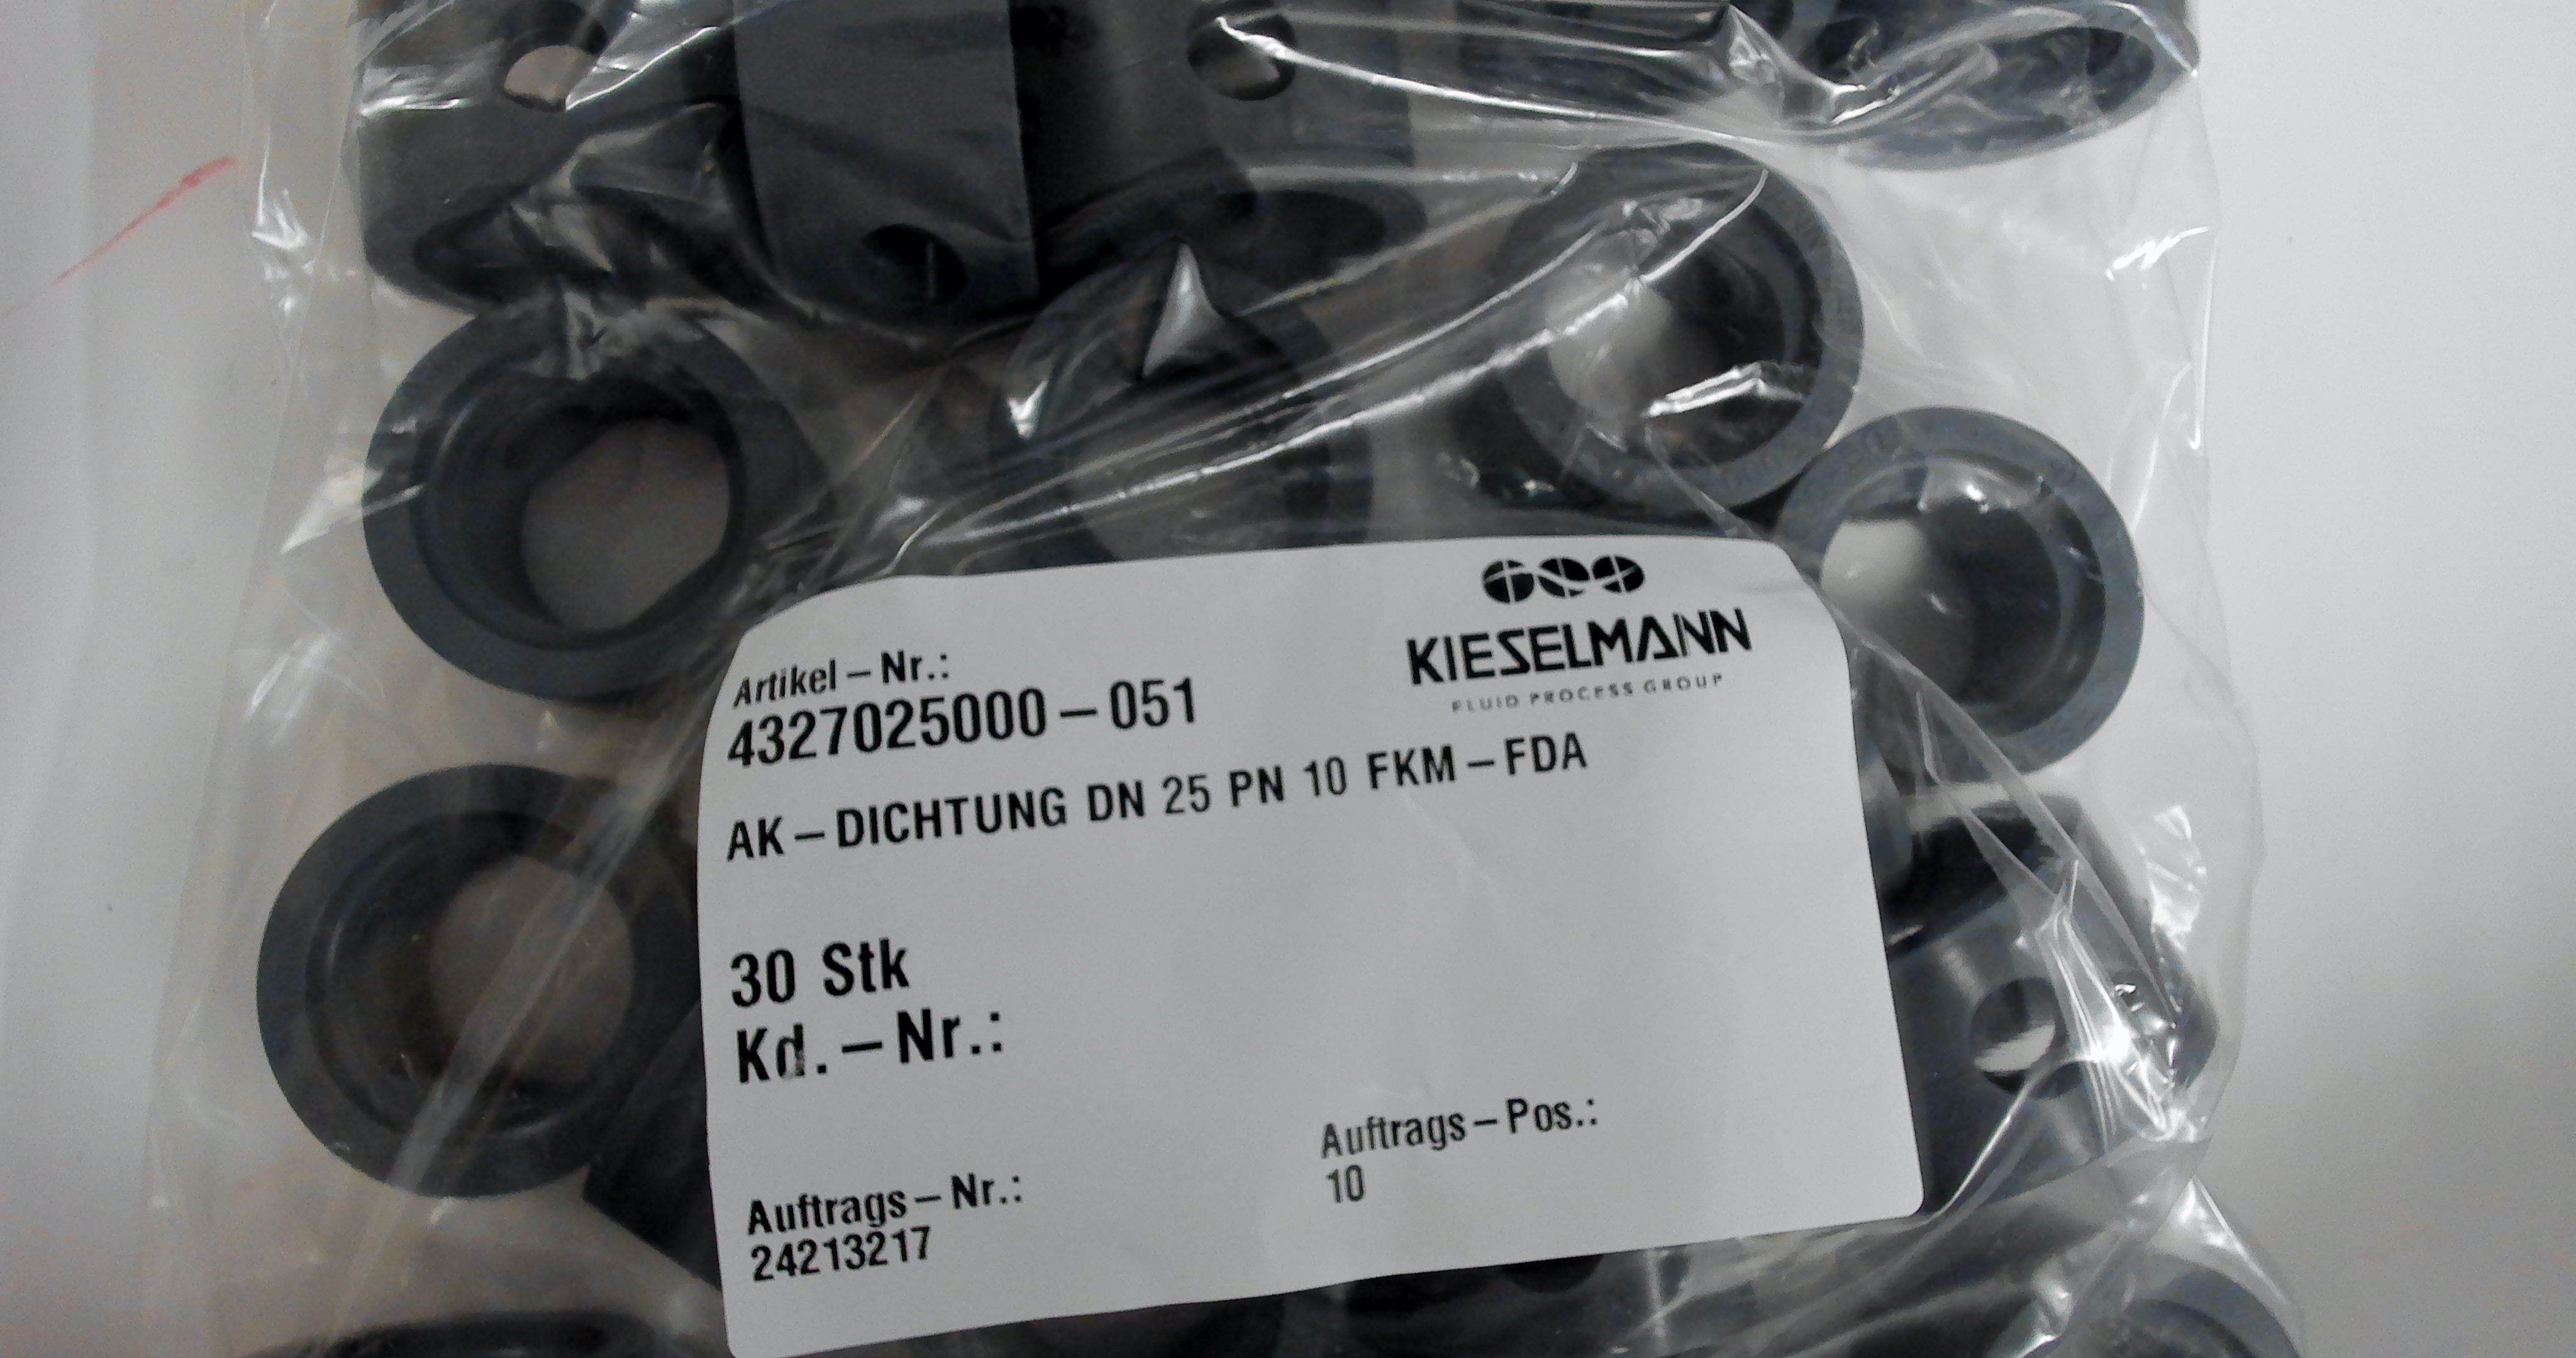 KIESELMANN
FLUID PROCESS GROUP
Artikel-Nr.:
4327025000-051
AK-DICHTUNG DN 25 PN 10 FKM-FDA
30 Stk
Kd.-Nr.:
Auftrags-Nr.:
24213217
Auftrags-Pos.:
10